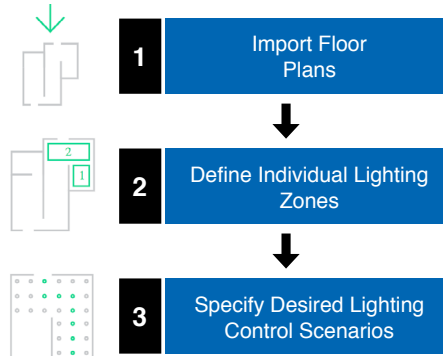 1
Import Floor
Plans
2
1
2
Define Individual Lighting
Zones
3
Specify Desired Lighting
Control Scenarios